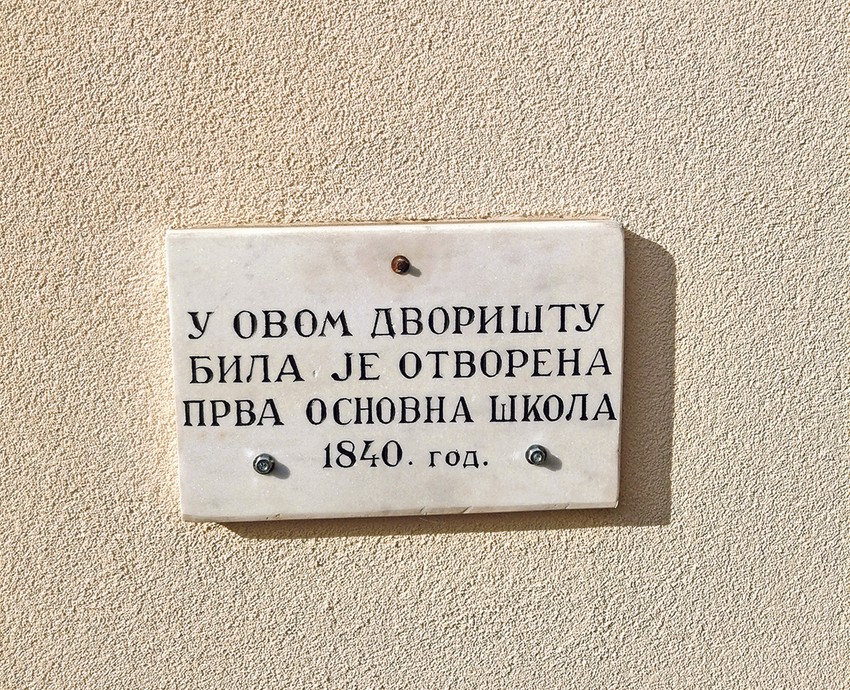 У ОВОМ ДВОРИШТУ
БИЛА ЈЕ ОТВОРЕНА
ПРВА ОСНОВНА ШКОЛА
1840. год.